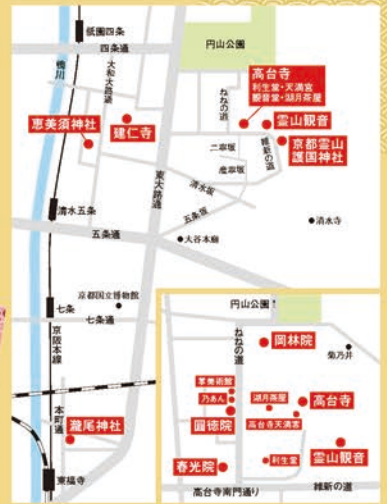 祇園四条
四条通
円山公園
鴨川
大和大路通
高台寺
利生堂・天満宮
観音堂・湖月茶屋
ねねの道
恵美須神社
建仁寺
霊山観音
京都霊山
護国神社
維新の道
二寧坂
産寧坂
東大路通
清水坂
五条坂
清水五条
五条通
清水寺
大谷本廟
京都国立博物館
七条
七条通
京阪本線
本町通
瀧尾神社
東福寺
円山公園
ねねの道
岡林院
菊乃井
掌美術館
乃あん
圓徳院
湖月茶屋
高台寺
高台寺天満宮
春光院
利生堂
霊山観音
高台寺南門通り
維新の道